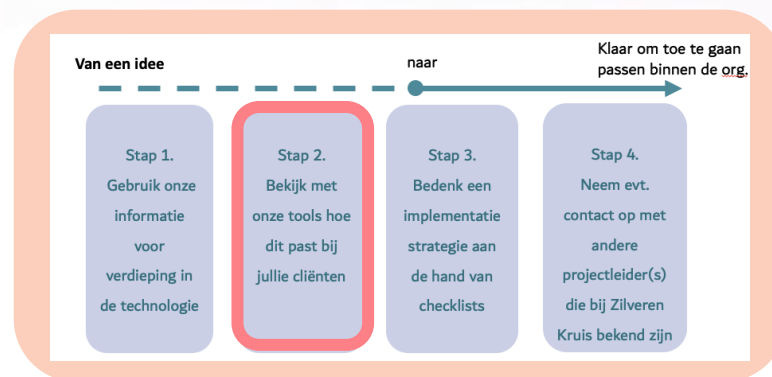 Van een idee
naar
Klaar om toe te gaan
passen binnen de org.
Stap 1.
Gebruik onze
informatie
voor
verdieping in
de technologie
Stap 2.
Bekijk met
onze tools hoe
dit past bij
jullie cliënten
Stap 3.
Bedenk een
implementatie
strategie aan
de hand van
checklists
Stap 4.
Neem evt.
contact op met
andere
projectleider(s)
die bij Zilveren
Kruis bekend zijn